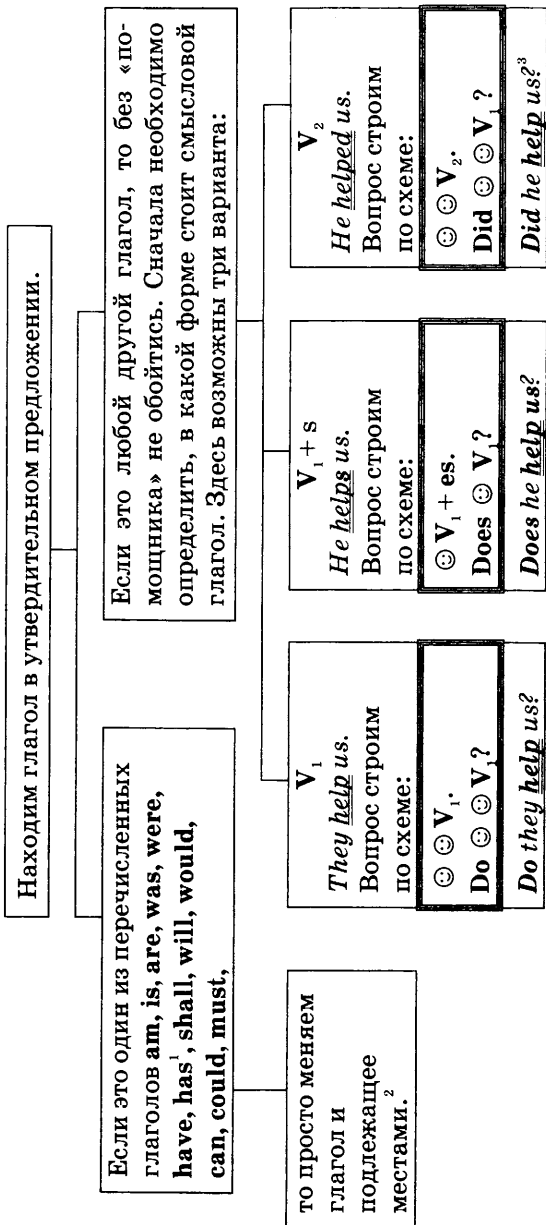 Находим глагол в утвердительном предложении.
Если это один из перечисленных
глаголов am, is, are, was, were,
have, has¹, shall, will, would,
can, could, must,
то просто меняем
глагол и
подлежащее
местами.²
Если это любой другой глагол, то без «по-
мощника» не обойтись. Сначала необходимо
определить, в какой форме стоит смысловой
глагол. Здесь возможны три варианта:
V₁
They help us.
Вопрос строим
по схеме:
☺ ☺ V₁.
Do ☺ ☺ V₁?
Do they help us?
V₁ + s
He helps us.
Вопрос строим
по схеме:
☺ V₁ + es.
Does ☺ V₁?
Does he help us?
V₂
He helped us.
Вопрос строим
по схеме:
☺ ☺ V₂.
Did ☺ ☺ V₁?
Did he help us?³